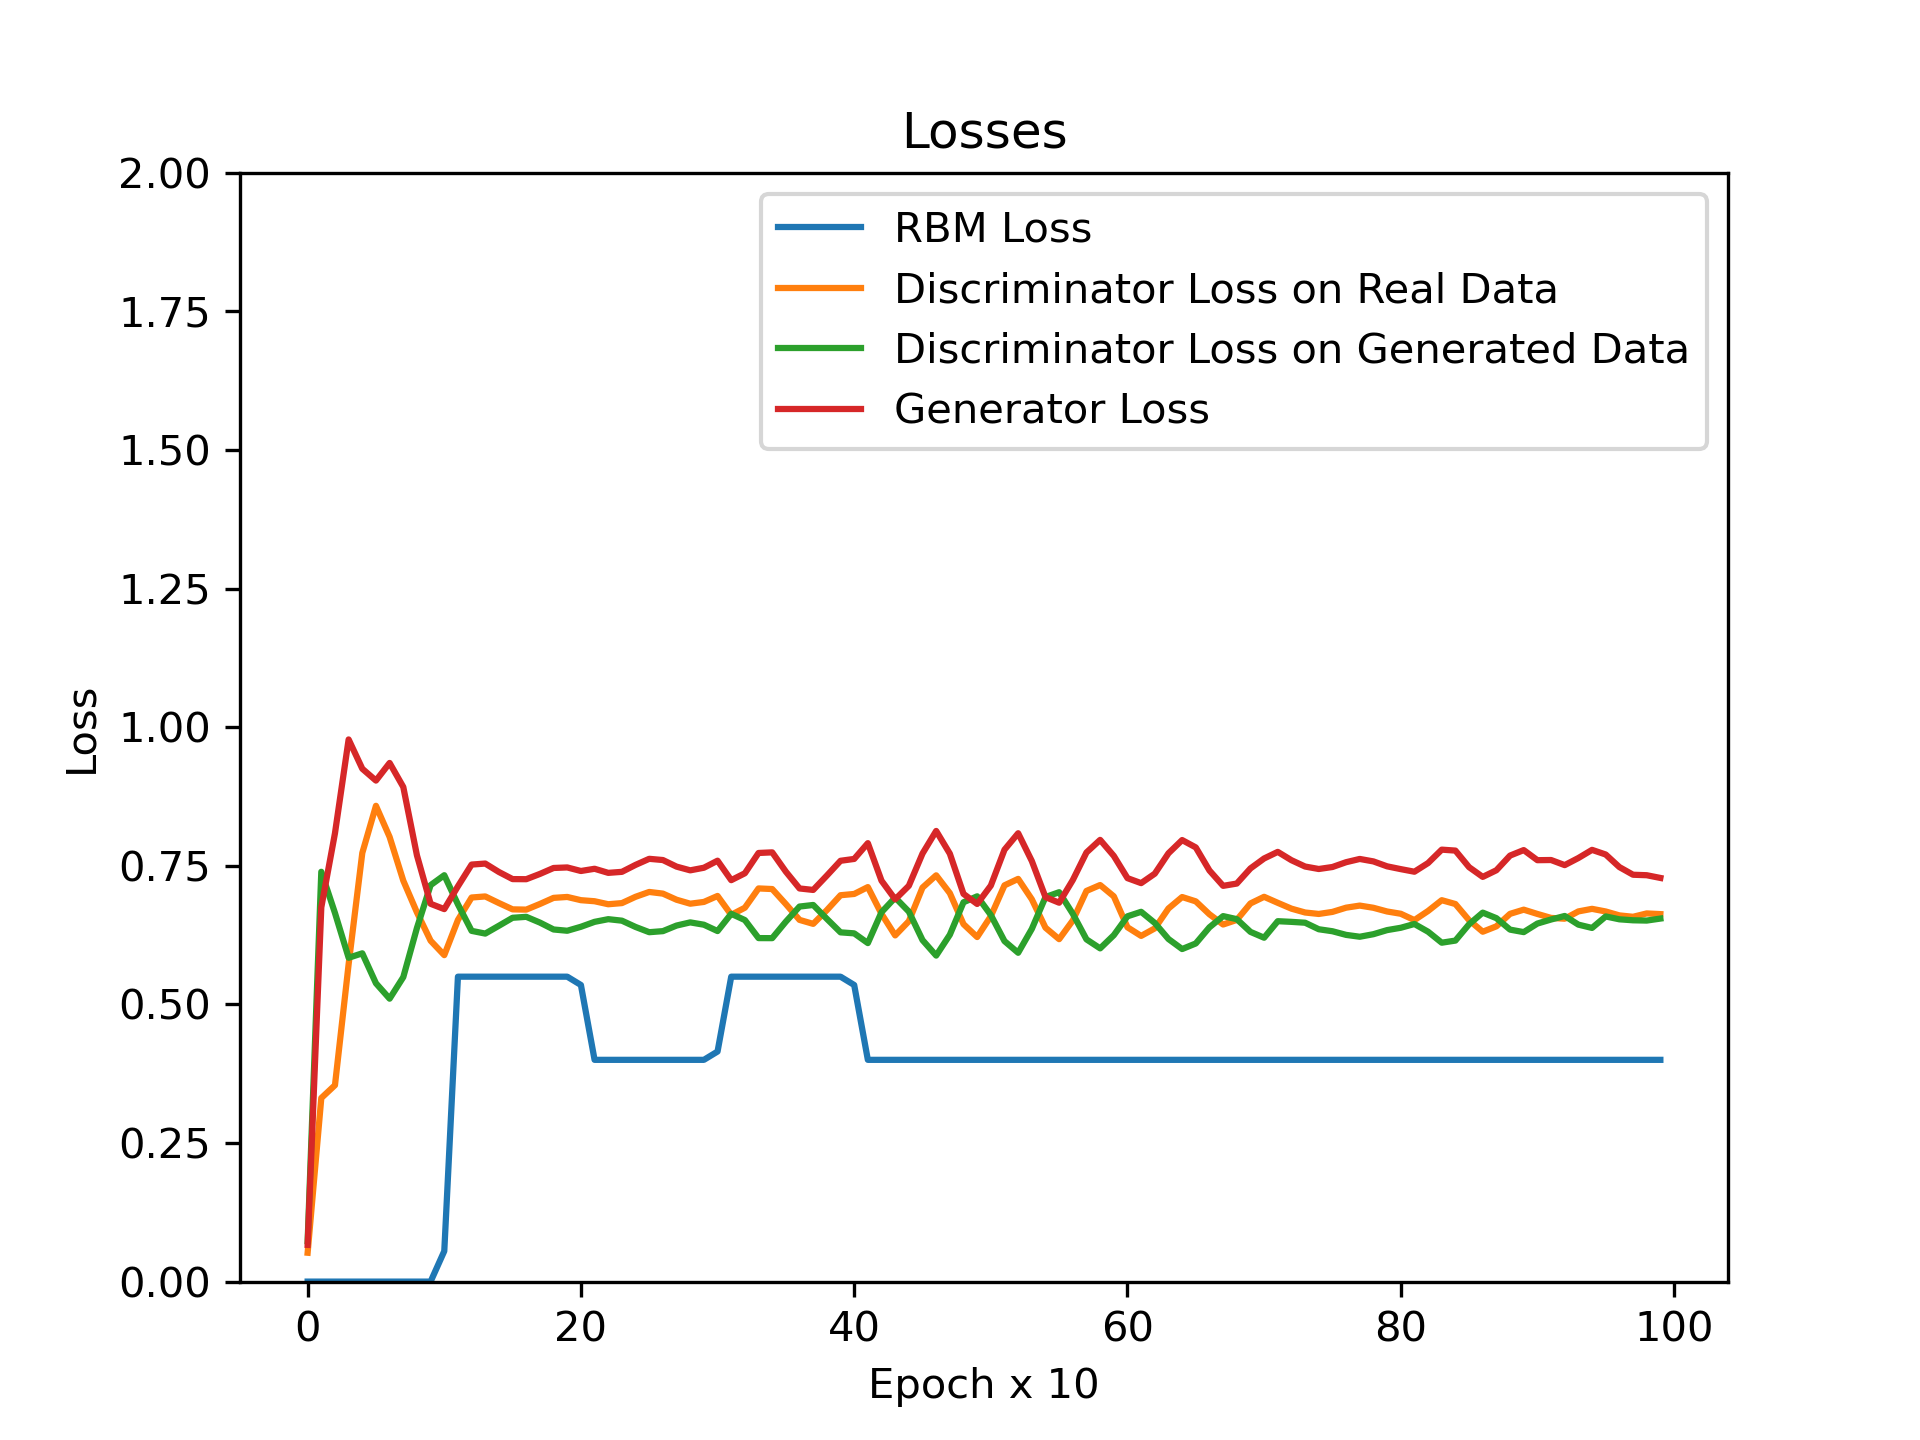 Losses
2.00
1.75
1.50
1.25
1.00
0.75
0.50
0.25
0.00
Loss
RBM Loss
Discriminator Loss on Real Data
Discriminator Loss on Generated Data
Generator Loss
0 20 40 60 80 100
Epoch x 10